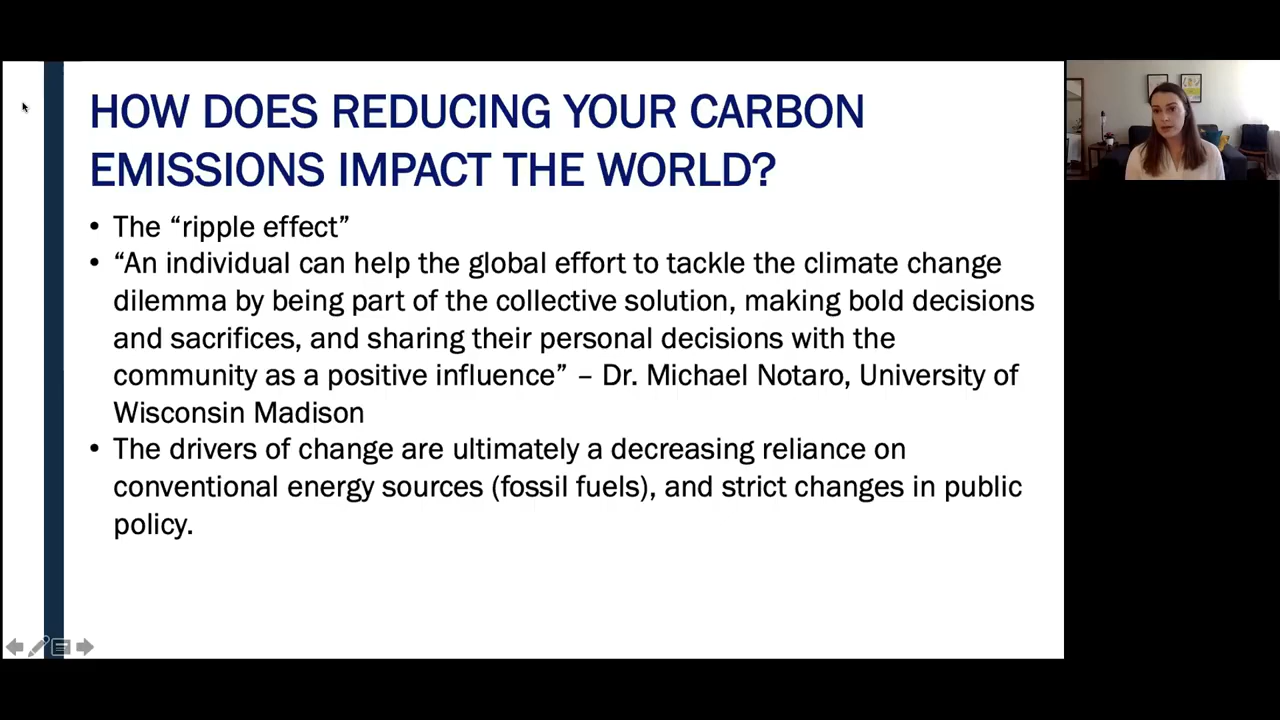 HOW DOES REDUCING YOUR CARBON
EMISSIONS IMPACT THE WORLD?
• The “ripple effect”
• “An individual can help the global effort to tackle the climate change
dilemma by being part of the collective solution, making bold decisions
and sacrifices, and sharing their personal decisions with the
community as a positive influence” – Dr. Michael Notaro, University of
Wisconsin Madison
• The drivers of change are ultimately a decreasing reliance on
conventional energy sources (fossil fuels), and strict changes in public
policy.